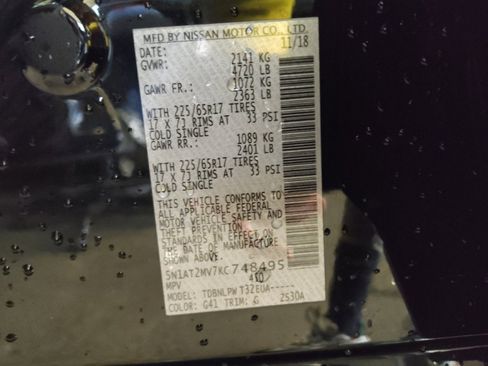 MFD BY NISSAN MOTOR CO., LTD.
DATE: 11/18
GVWR: 2141 KG
4720 LB
GAWR FR.: 1072 KG
2363 LB
WITH 225/65R17 TIRES
17 X 7J RIMS AT 33 PSI
COLD SINGLE
GAWR RR.: 1089 KG
2401 LB
WITH 225/65R17 TIRES
17 X 7J RIMS AT 33 PSI
COLD SINGLE
THIS VEHICLE CONFORMS TO
ALL APPLICABLE FEDERAL
MOTOR VEHICLE SAFETY
STANDARDS IN EFFECT ON
THE DATE OF MANUFACTURE
SHOWN ABOVE.
5N1AT2MV7KC748495
MPV
MODEL: TDBNLPW T32EUA-----
COLOR: G41 TRIM: G 2S30A